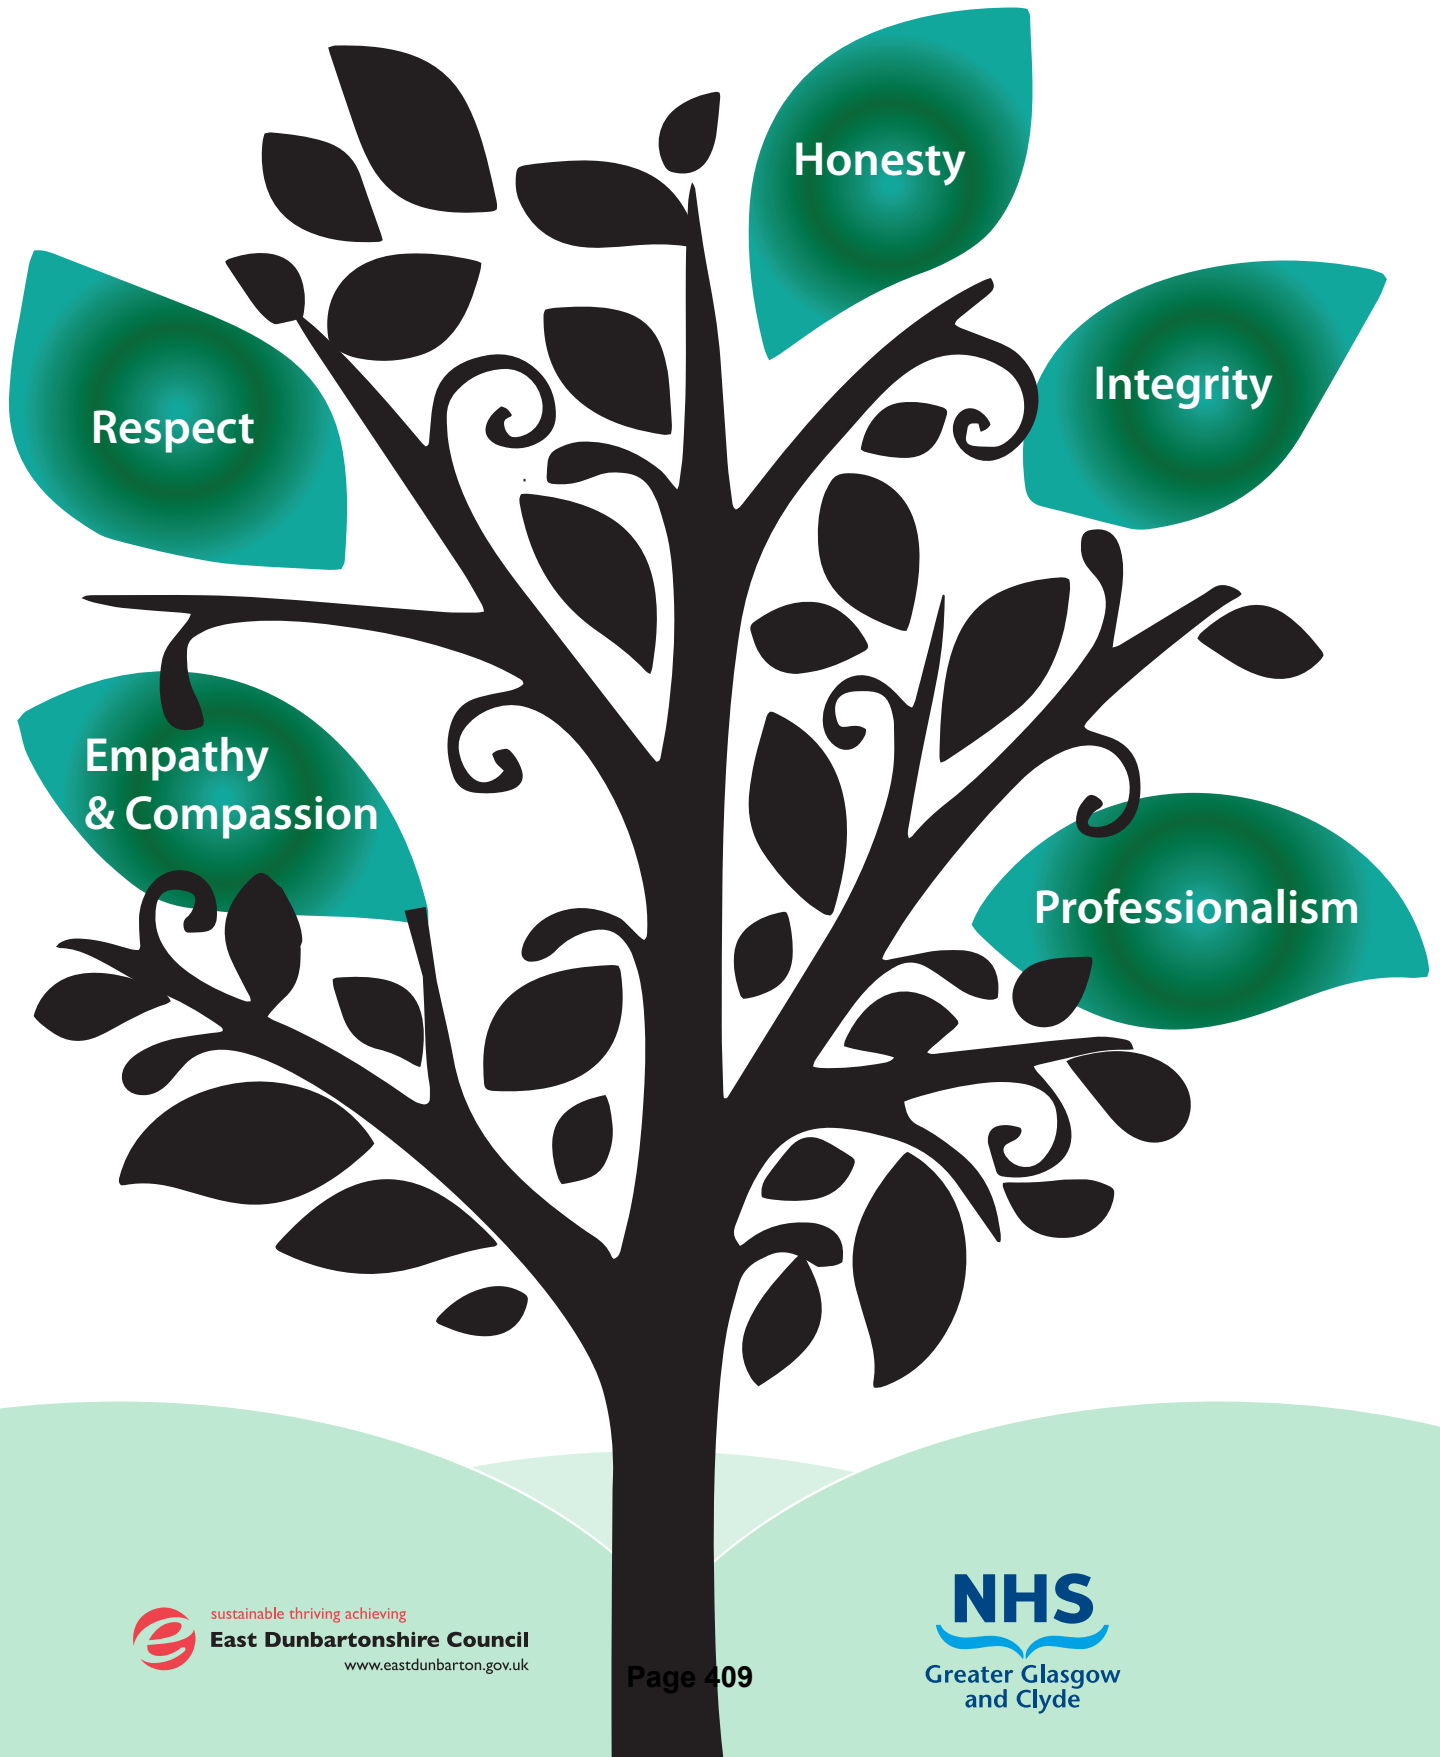 Honesty
Integrity
Respect
Empathy
& Compassion
Professionalism
sustainable thriving achieving
East Dunbartonshire Council
www.eastdunbarton.gov.uk
NHS
Greater Glasgow
and Clyde
Page 409